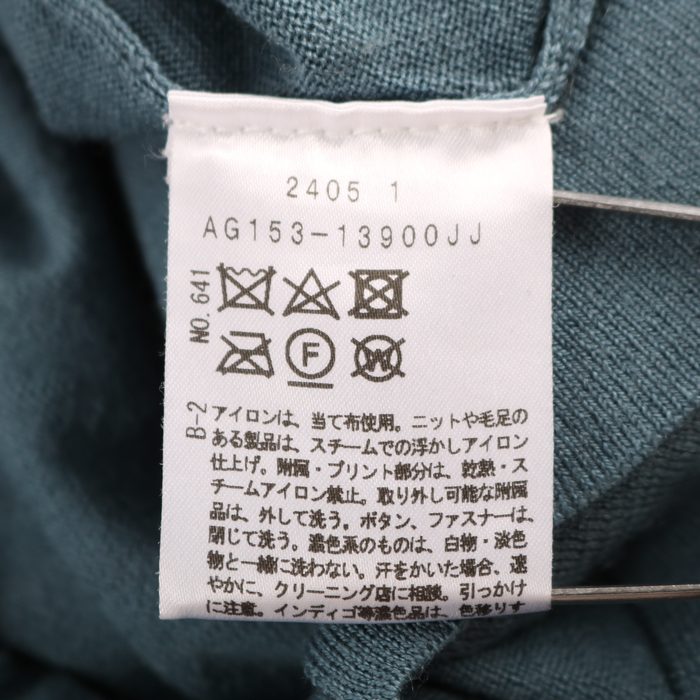 2405 1
AG153-13900JJ
NO.641
F
W
B-2
アイロンは、当て布使用。ニットや毛足の
ある製品は、スチームでの浮かしアイロン
仕上げ。附属・プリント部分は、乾熱・ス
チームアイロン禁止。取り外し可能な附属
品は、外して洗う。ボタン、ファスナーは、
閉じて洗う。濃色系のものは、白物・淡色
物と一緒に洗わない。汗をかいた場合、速
やかに、クリーニング店に相談。引っかけ
に注意。インディゴ等濃色品は、色移りす